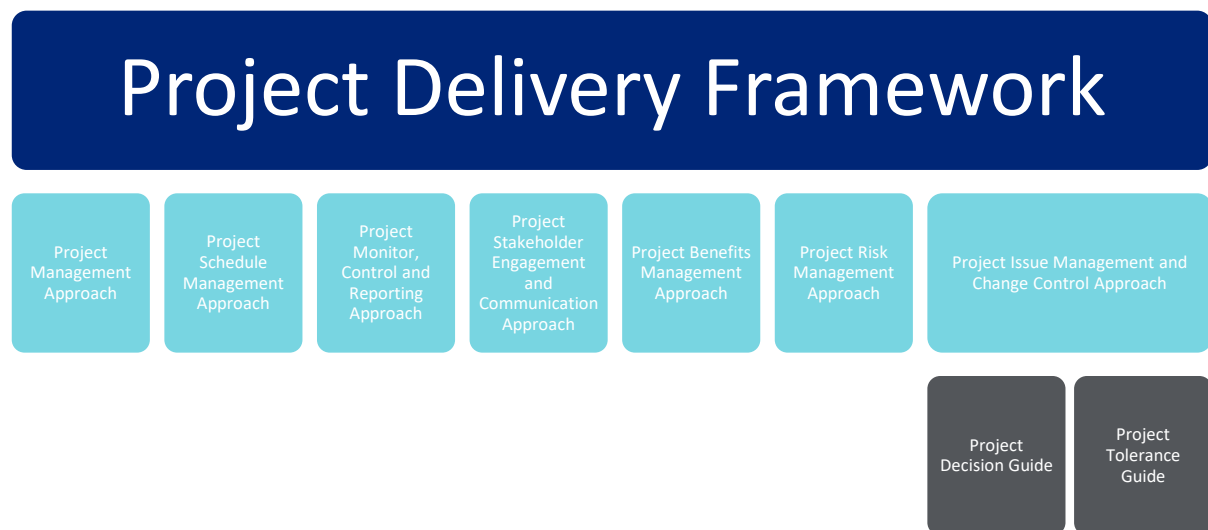 Project Delivery Framework
Project
Management
Approach
Project
Schedule
Management
Approach
Project
Monitor,
Control and
Reporting
Approach
Project
Stakeholder
Engagement
and
Communication
Approach
Project Benefits
Management
Approach
Project Risk
Management
Approach
Project Issue Management and
Change Control Approach
Project
Decision Guide
Project
Tolerance
Guide